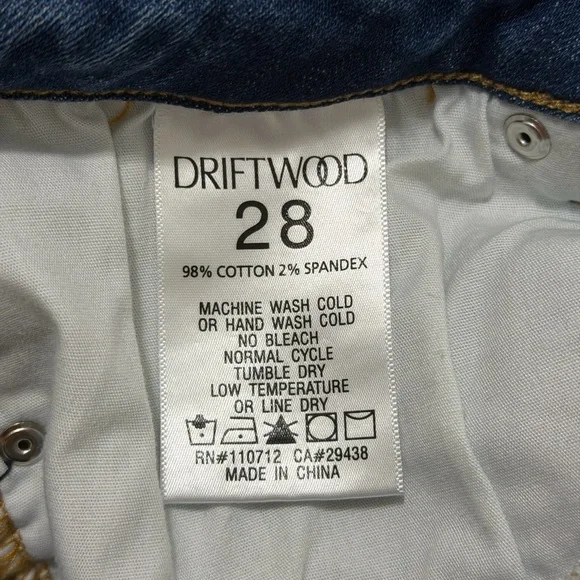 DRIFTWOOD
28
98% COTTON 2% SPANDEX
MACHINE WASH COLD
OR HAND WASH COLD
NO BLEACH
NORMAL CYCLE
TUMBLE DRY
LOW TEMPERATURE
OR LINE DRY
RN#110712 CA#29438
MADE IN CHINA